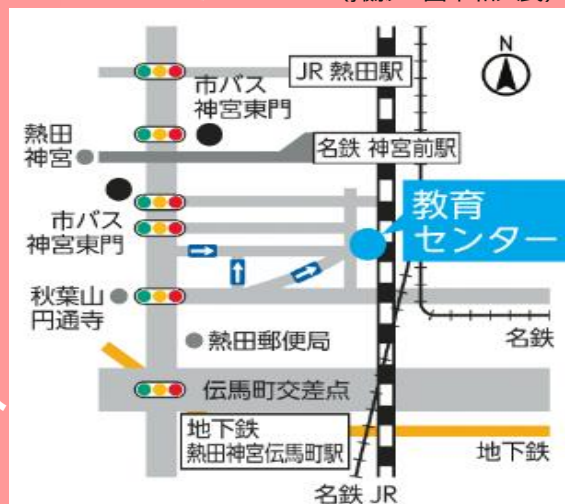 N
JR 熱田駅
市バス
神宮東門
熱田
神宮
名鉄 神宮前駅
教育
センター
市バス
神宮東門
秋葉山
円通寺
名鉄
熱田郵便局
伝馬町交差点
地下鉄
熱田神宮伝馬町駅
地下鉄
名鉄 JR